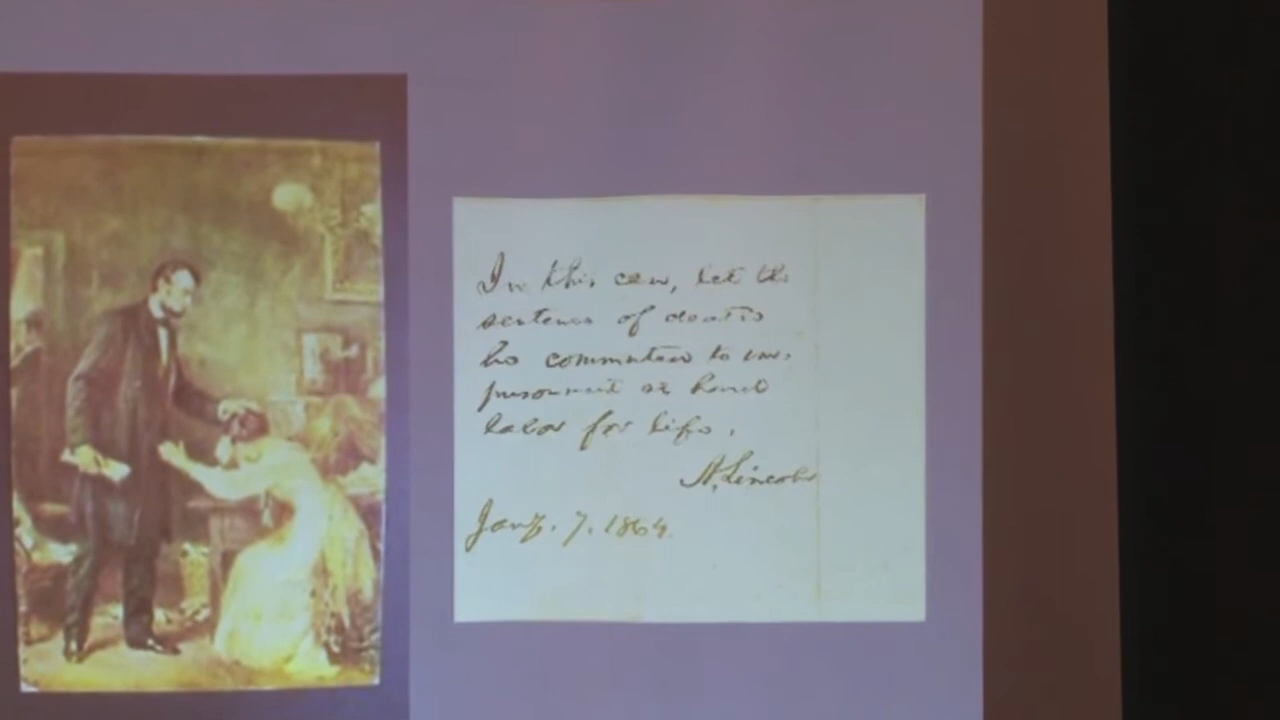 In this case, let the
sentence of death
be commuted to im-
prisonment at hard
labor for life.
A. Lincoln
Jany. 7. 1864.